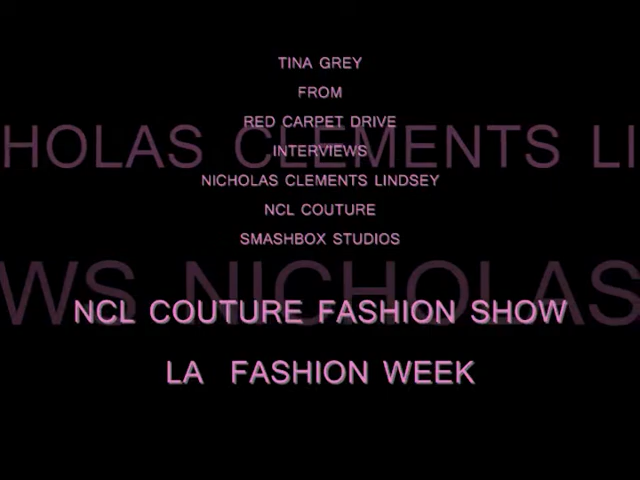 TINA GREY
FROM
RED CARPET DRIVE
HOLAS CLEMENTS LI
INTERVIEWS
NICHOLAS CLEMENTS LINDSEY
NCL COUTURE
SMASHBOX STUDIOS
WS NICHOLAS
NCL COUTURE FASHION SHOW
LA FASHION WEEK